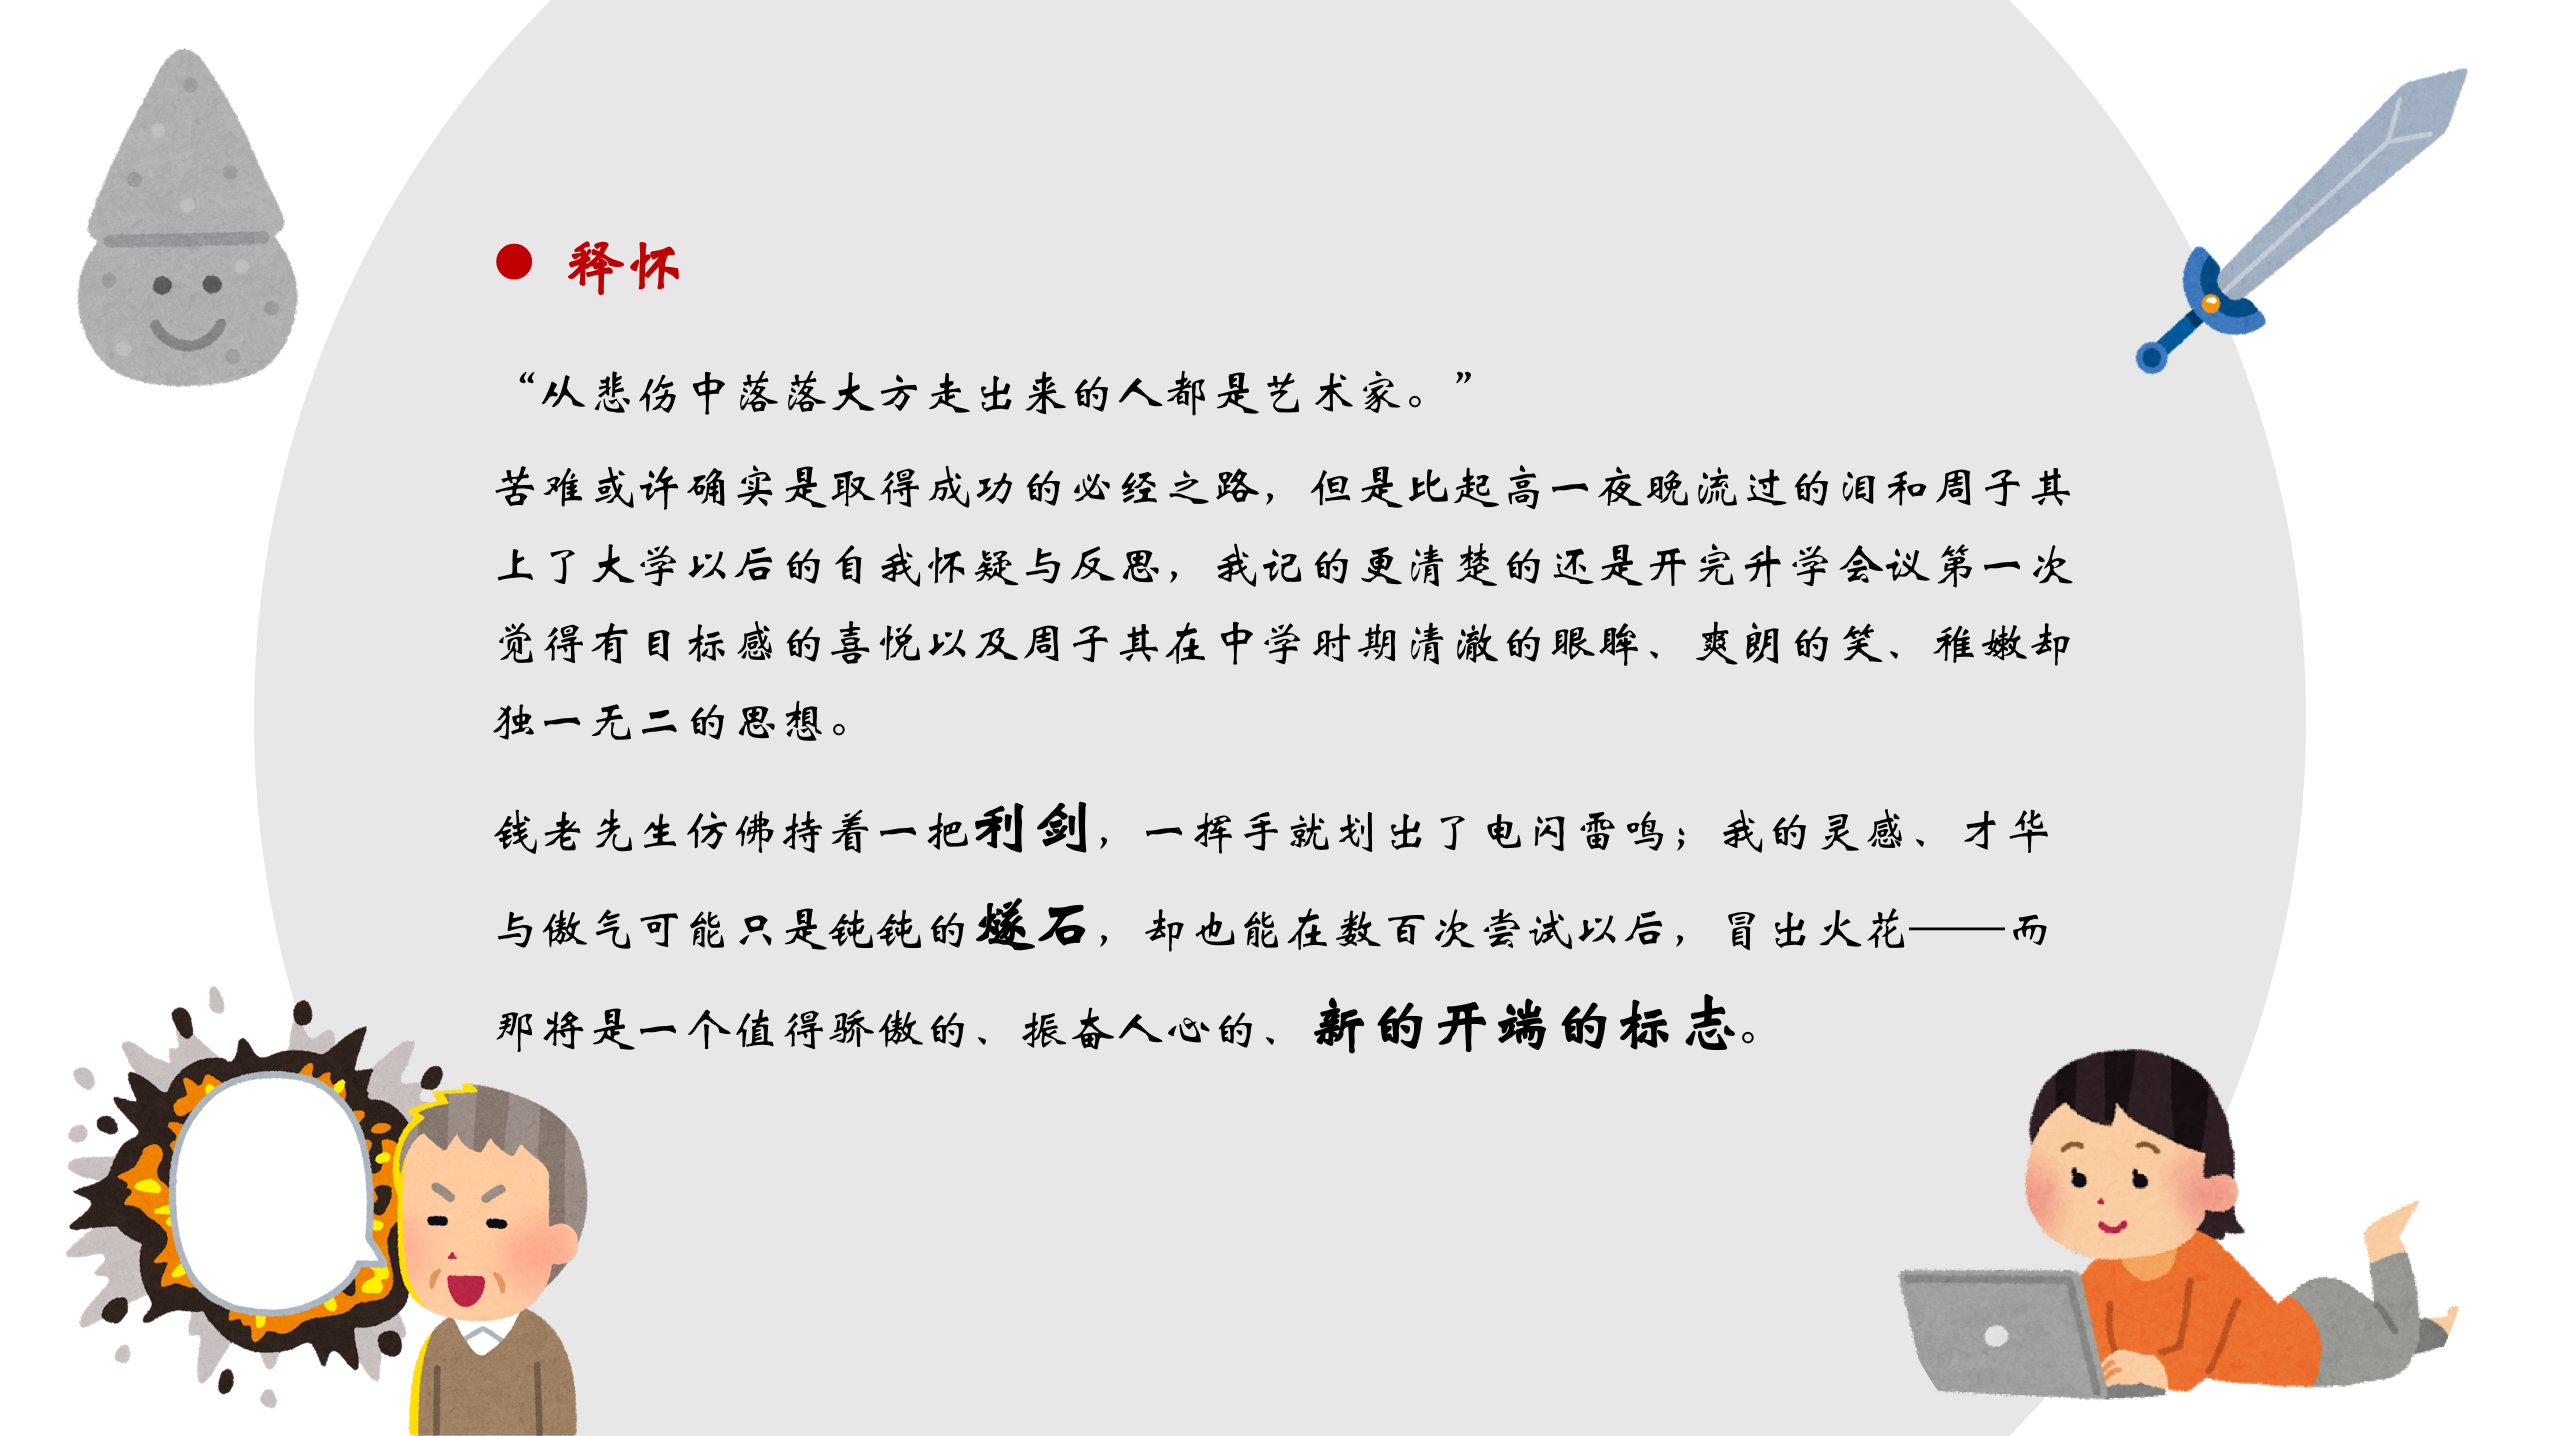 ● 释怀
“从悲伤中落落大方走出来的人都是艺术家。”
苦难或许确实是取得成功的必经之路，但是比起高一夜晚流过的泪和周子其
上了大学以后的自我怀疑与反思，我记的更清楚的还是开完升学会议第一次
觉得有目标感的喜悦以及周子其在中学时期清澈的眼眸、爽朗的笑、稚嫩却
独一无二的思想。
钱老先生仿佛持着一把利剑，一挥手就划出了电闪雷鸣；我的灵感、才华
与傲气可能只是钝钝的燧石，却也能在数百次尝试以后，冒出火花——而
那将是一个值得骄傲的、振奋人心的、新的开端的标志。